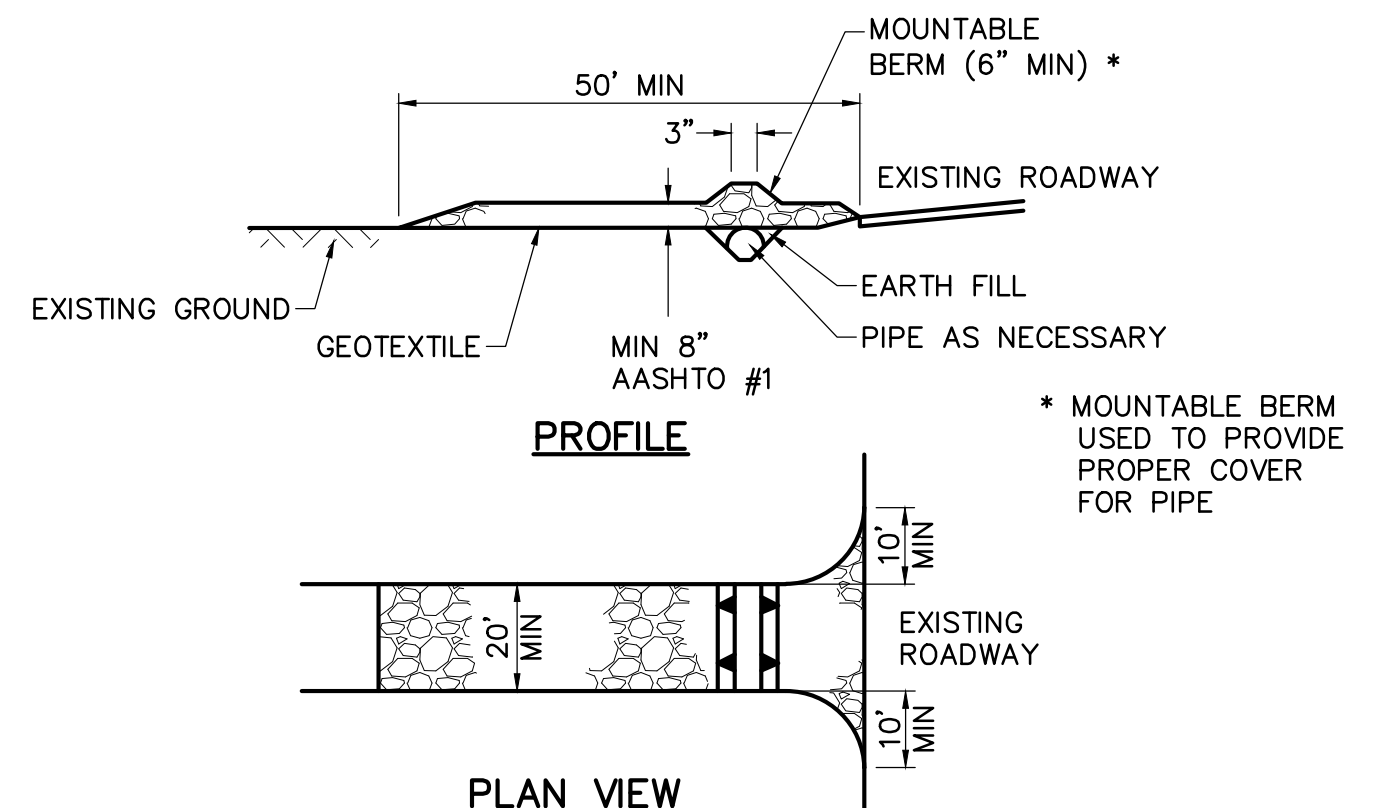 MOUNTABLE
BERM (6” MIN) *
50’ MIN
3”
EXISTING ROADWAY
EXISTING GROUND
GEOTEXTILE
MIN 8”
AASHTO #1
EARTH FILL
PIPE AS NECESSARY
PROFILE
* MOUNTABLE BERM
USED TO PROVIDE
PROPER COVER
FOR PIPE
10’
MIN
20’
MIN
EXISTING
ROADWAY
10’
MIN
PLAN VIEW